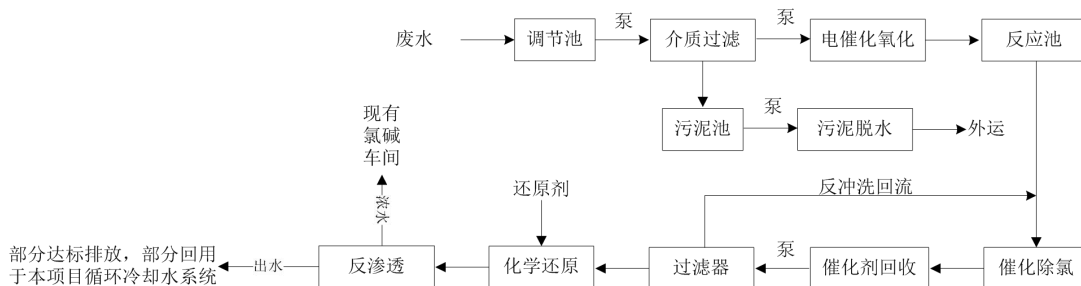 废水
调节池
泵
介质过滤
泵
电催化氧化
反应池
污泥池
泵
污泥脱水
外运
现有
氯碱
车间
浓水
还原剂
反冲洗回流
部分达标排放，部分回用
于本项目循环冷却水系统
出水
反渗透
化学还原
过滤器
泵
催化剂回收
催化除氯